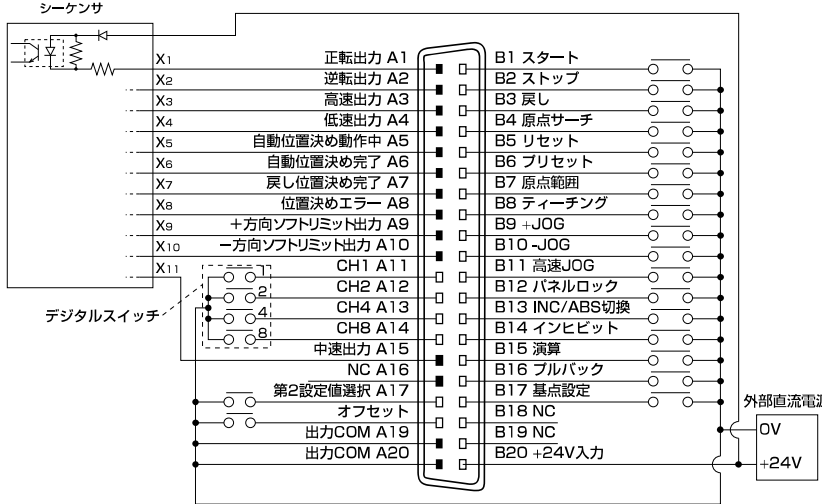 シーケンサ
X1 正転出力 A1 B1 スタート
X2 逆転出力 A2 B2 ストップ
X3 高速出力 A3 B3 戻し
X4 低速出力 A4 B4 原点サーチ
X5 自動位置決め動作中 A5 B5 リセット
X6 自動位置決め完了 A6 B6 プリセット
X7 戻し位置決め完了 A7 B7 原点範囲
X8 位置決めエラー A8 B8 ティーチング
X9 +方向ソフトリミット出力 A9 B9 +JOG
X10 −方向ソフトリミット出力 A10 B10 -JOG
X11 1 CH1 A11 B11 高速JOG
2 CH2 A12 B12 パネルロック
デジタルスイッチ 4 CH4 A13 B13 INC/ABS切換
8 CH8 A14 B14 インヒビット
中速出力 A15 B15 演算
NC A16 B16 プルバック
第2設定値選択 A17 B17 基点設定
オフセット B18 NC
外部直流電源
出力COM A19 B19 NC
0V
出力COM A20 B20 +24V入力
+24V